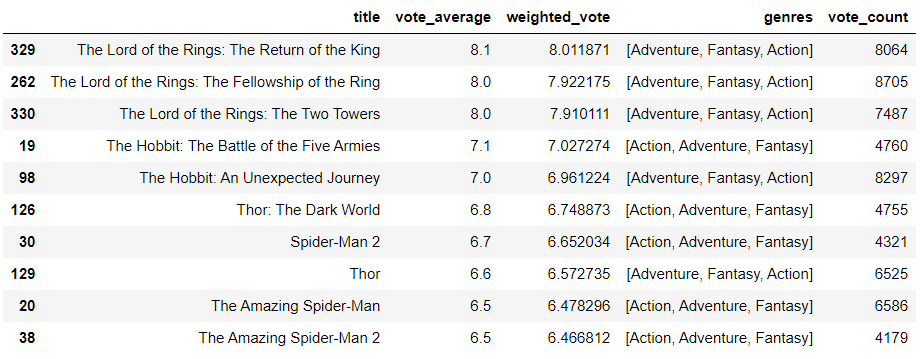 title vote_average weighted_vote genres vote_count
329 The Lord of the Rings: The Return of the King 8.1 8.011871 [Adventure, Fantasy, Action] 8064
262 The Lord of the Rings: The Fellowship of the Ring 8.0 7.922175 [Adventure, Fantasy, Action] 8705
330 The Lord of the Rings: The Two Towers 8.0 7.910111 [Adventure, Fantasy, Action] 7487
19 The Hobbit: The Battle of the Five Armies 7.1 7.027274 [Action, Adventure, Fantasy] 4760
98 The Hobbit: An Unexpected Journey 7.0 6.961224 [Adventure, Fantasy, Action] 8297
126 Thor: The Dark World 6.8 6.748873 [Action, Adventure, Fantasy] 4755
30 Spider-Man 2 6.7 6.652034 [Action, Adventure, Fantasy] 4321
129 Thor 6.6 6.572735 [Adventure, Fantasy, Action] 6525
20 The Amazing Spider-Man 6.5 6.478296 [Action, Adventure, Fantasy] 6586
38 The Amazing Spider-Man 2 6.5 6.466812 [Action, Adventure, Fantasy] 4179